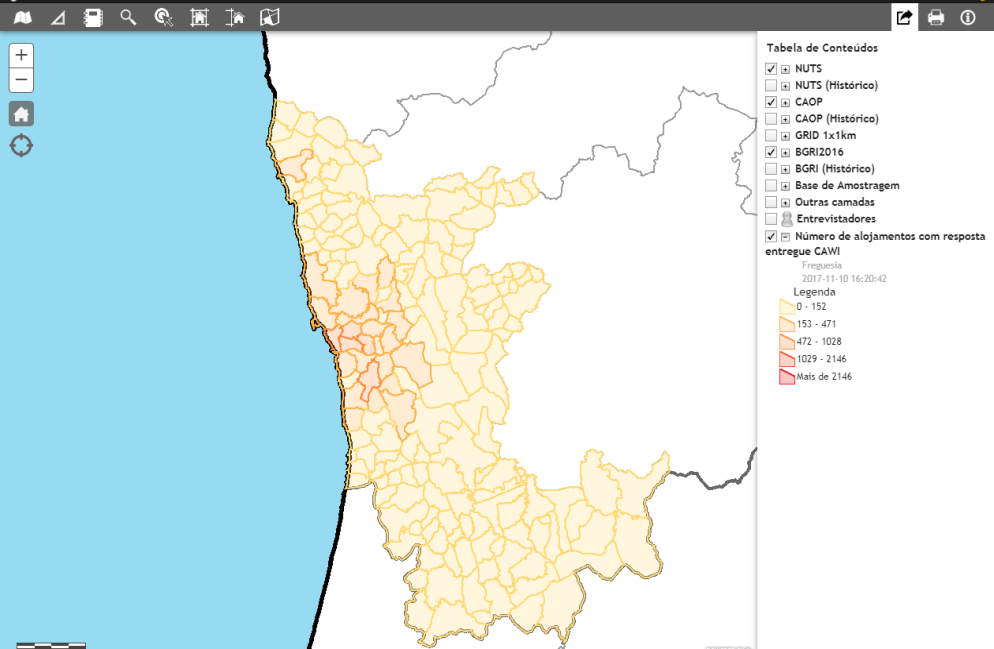 Tabela de Conteúdos
NUTS
NUTS (Histórico)
CAOP
CAOP (Histórico)
GRID 1x1km
BGRI2016
BGRI (Histórico)
Base de Amostragem
Outras camadas
Entrevistadores
Número de alojamentos com resposta
entregue CAWI
Freguesia
2017-11-10 16:20:42
Legenda
0 - 152
153 - 471
472 - 1028
1029 - 2146
Mais de 2146